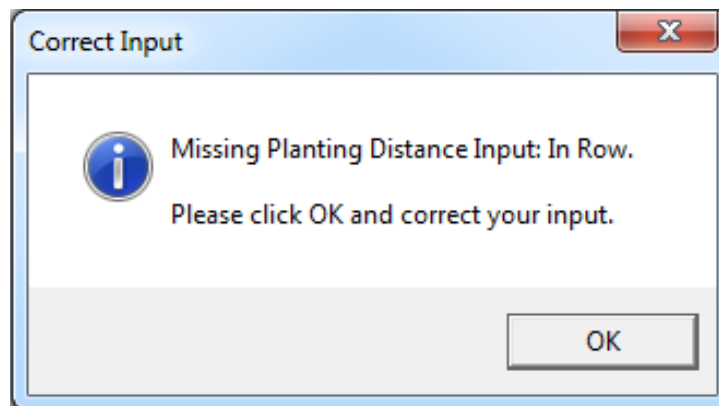 Correct Input
Missing Planting Distance Input: In Row.
Please click OK and correct your input.
OK